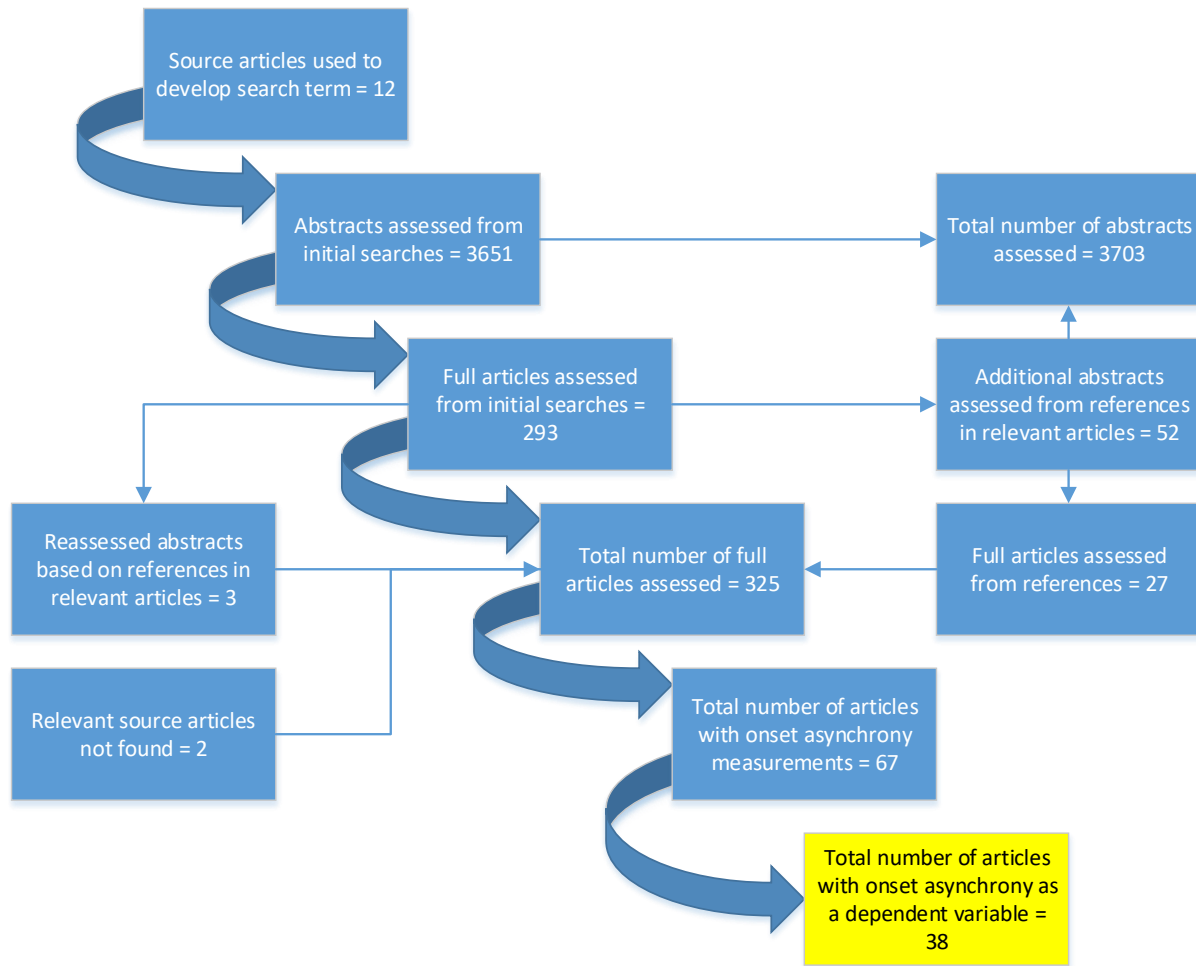 Source articles used to
develop search term = 12
Abstracts assessed from
initial searches = 3651
Total number of abstracts
assessed = 3703
Full articles assessed
from initial searches =
293
Additional abstracts
assessed from references
in relevant articles = 52
Reassessed abstracts
based on references in
relevant articles = 3
Total number of full
articles assessed = 325
Full articles assessed
from references = 27
Relevant source articles
not found = 2
Total number of articles
with onset asynchrony
measurements = 67
Total number of articles
with onset asynchrony as
a dependent variable =
38